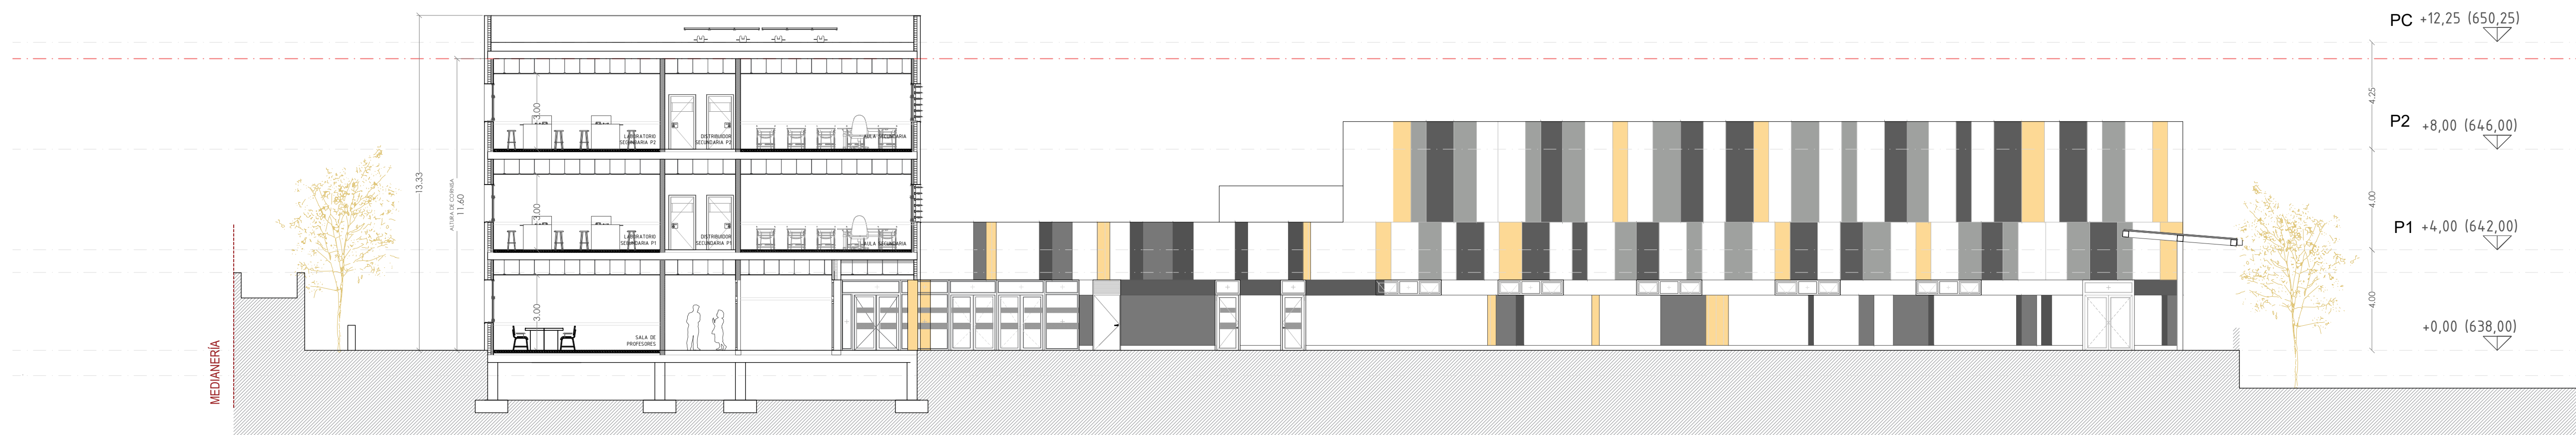 PC +12,25 (650,25)
4.25
P2 +8,00 (646,00)
4.00
P1 +4,00 (642,00)
4.00
+0,00 (638,00)
13.33
ALTURA DE CORNISA
11.60
3.00
LABORATORIO
SECUNDARIA P2
DISTRIBUIDOR
SECUNDARIA P2
AULA SECUNDARIA
3.00
LABORATORIO
SECUNDARIA P1
DISTRIBUIDOR
SECUNDARIA P1
AULA SECUNDARIA
3.00
SALA DE
PROFESORES
MEDIANERÍA